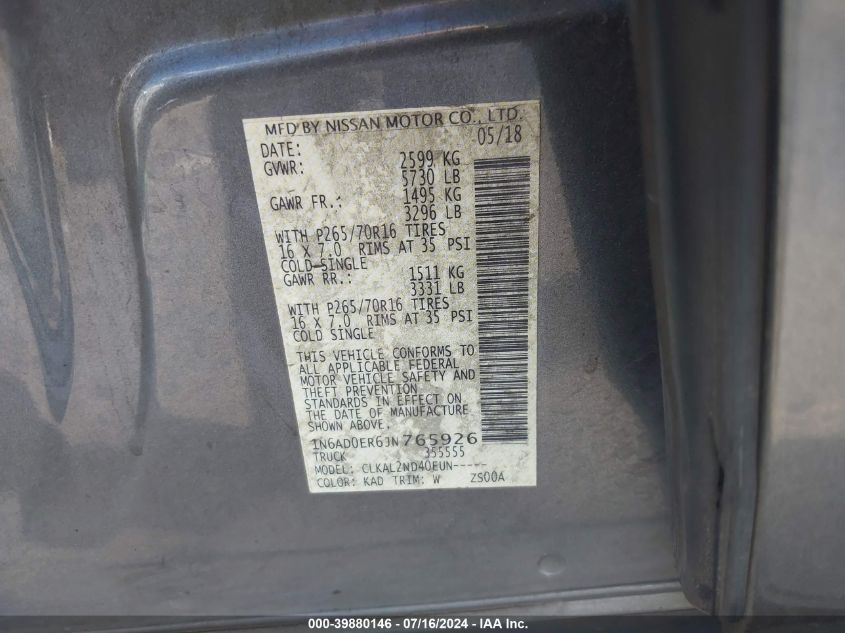 MFD BY NISSAN MOTOR CO., LTD.
DATE: 05/18
GVWR: 2599 KG
5730 LB
GAWR FR.: 1495 KG
3296 LB
WITH P265/70R16 TIRES
16 X 7.0 RIMS AT 35 PSI
COLD SINGLE
GAWR RR.: 1511 KG
3331 LB
WITH P265/70R16 TIRES
16 X 7.0 RIMS AT 35 PSI
COLD SINGLE
THIS VEHICLE CONFORMS TO
ALL APPLICABLE FEDERAL
MOTOR VEHICLE SAFETY AND
THEFT PREVENTION
STANDARDS IN EFFECT ON
THE DATE OF MANUFACTURE
SHOWN ABOVE.
1N6AD0ER6JN765926
TRUCK 355555
MODEL: CLKAL2ND40EUN-----
COLOR: KAD TRIM: W ZS00A
000-39880146 - 07/16/2024 - IAA Inc.